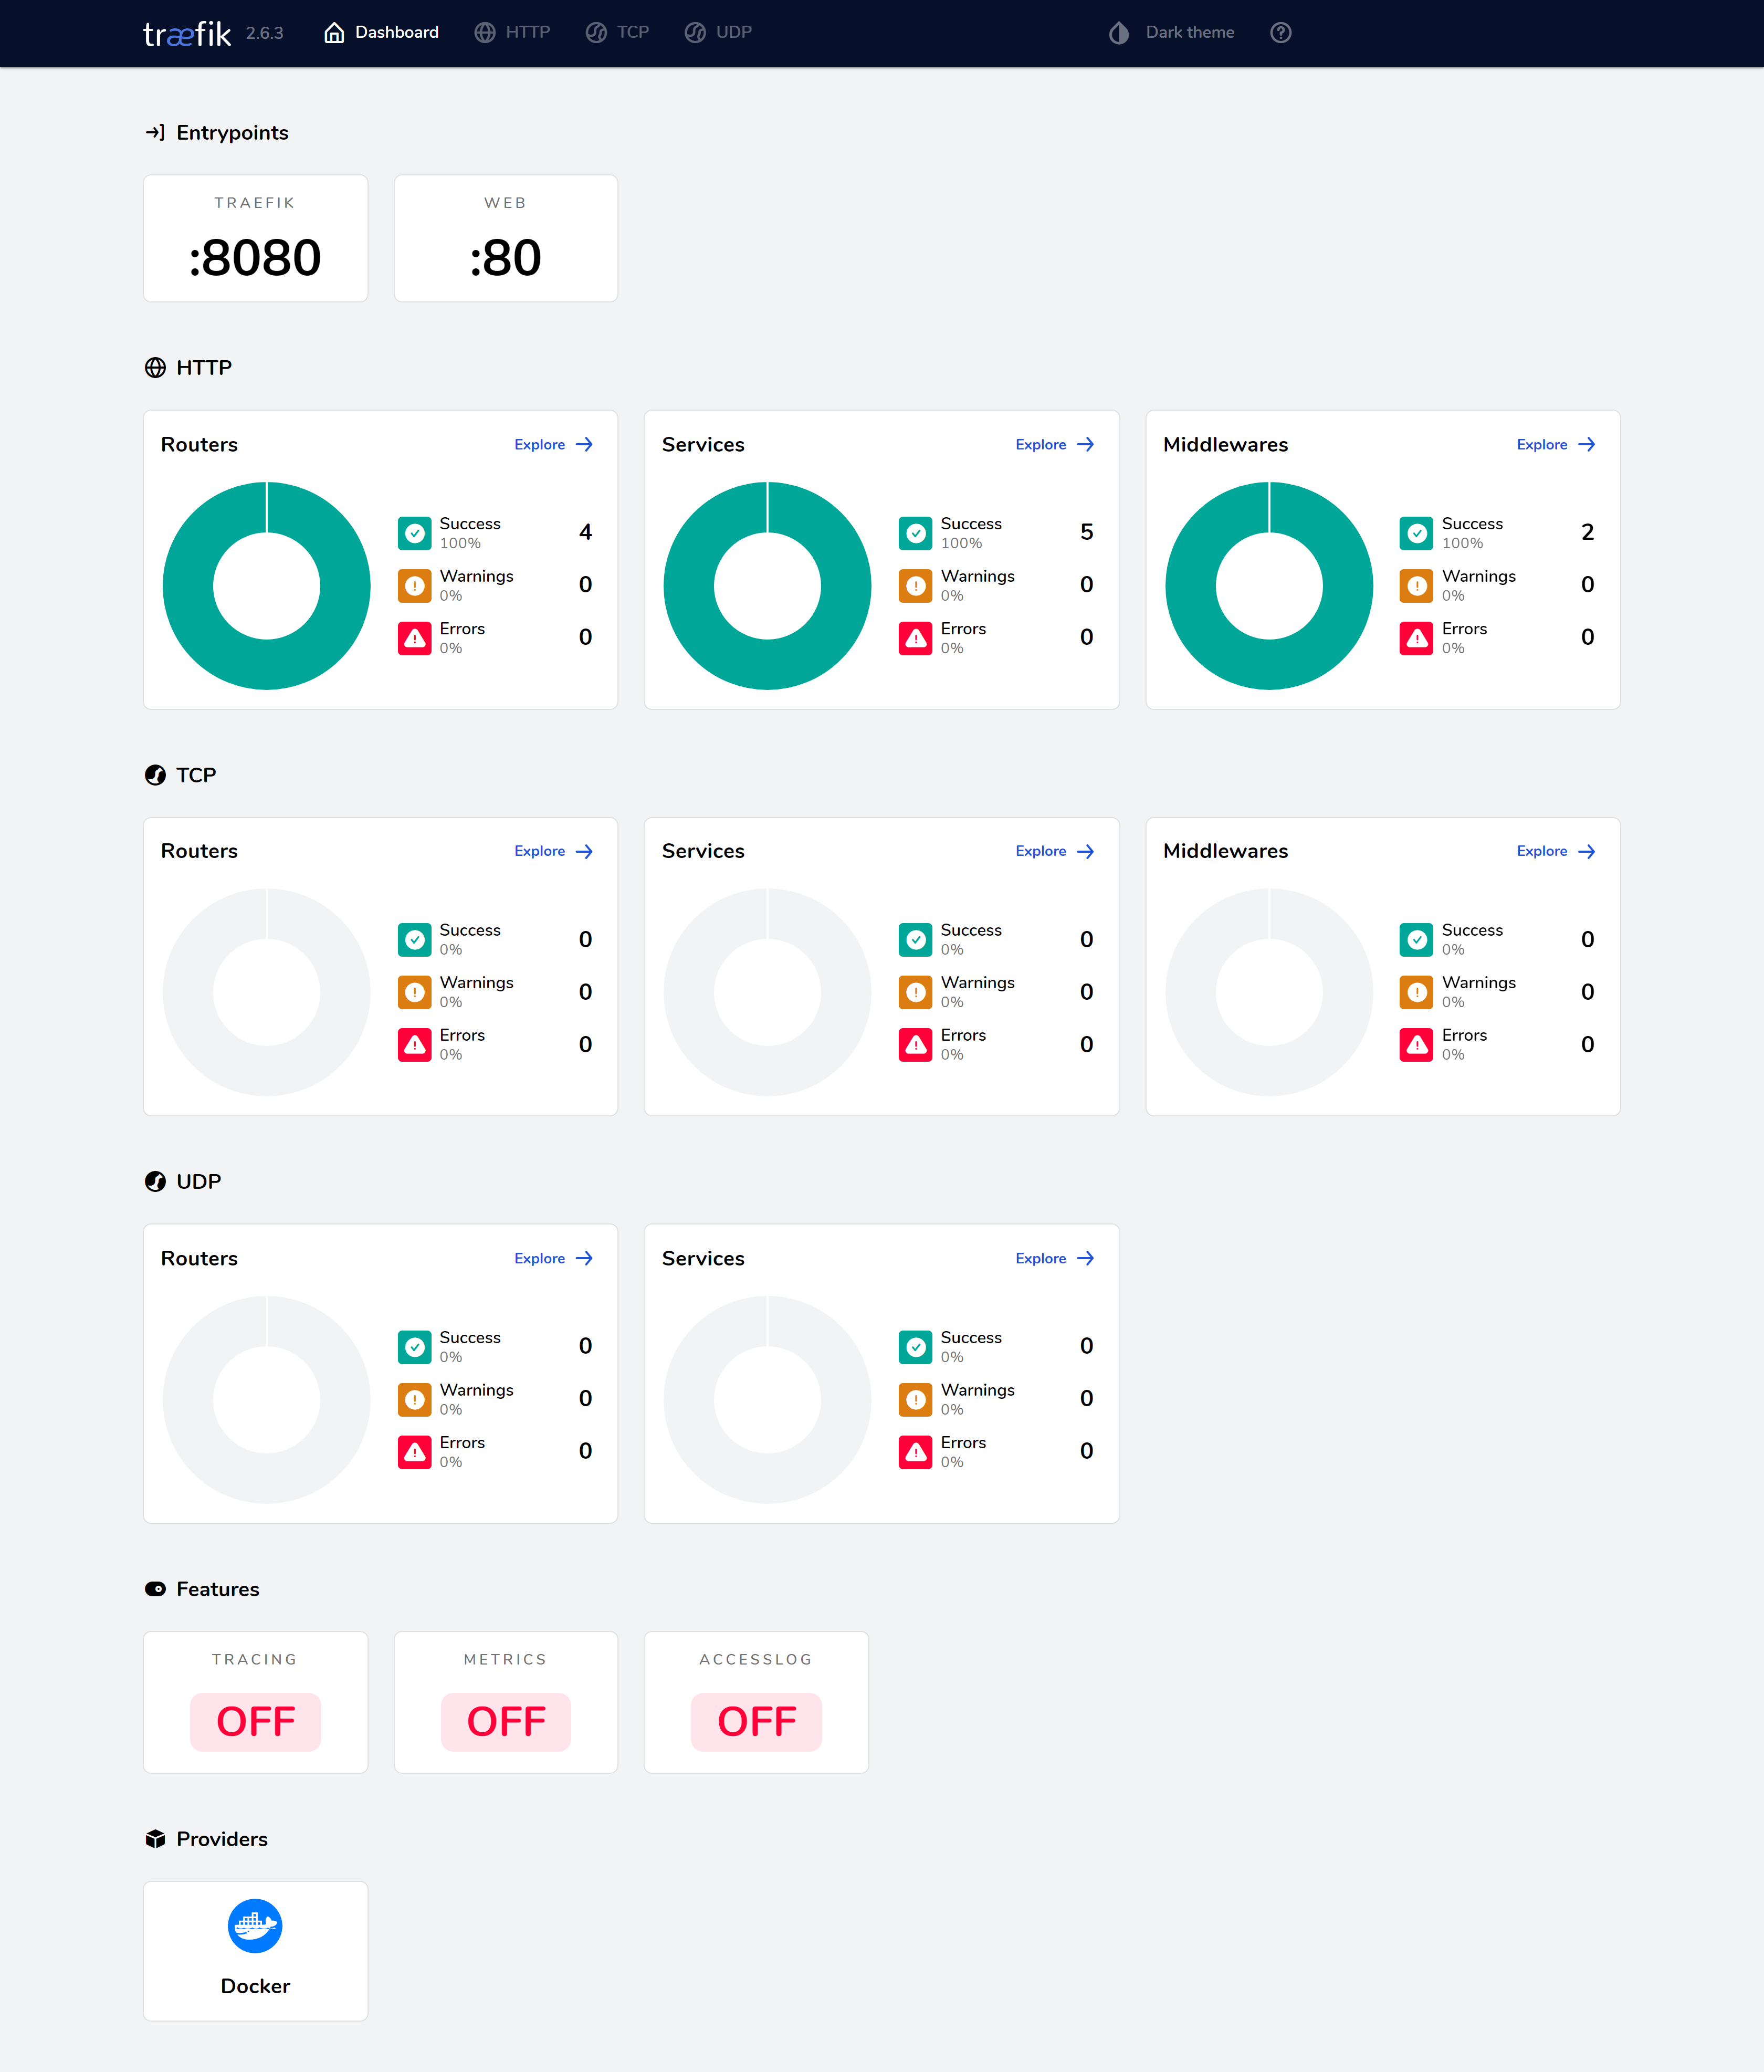 træfik 2.6.3 Dashboard HTTP TCP UDP Dark theme
Entrypoints
TRAEFIK
:8080
WEB
:80
HTTP
Routers Explore
Success 4
100%
Warnings 0
0%
Errors 0
0%
Services Explore
Success 5
100%
Warnings 0
0%
Errors 0
0%
Middlewares Explore
Success 2
100%
Warnings 0
0%
Errors 0
0%
TCP
Routers Explore
Success 0
0%
Warnings 0
0%
Errors 0
0%
Services Explore
Success 0
0%
Warnings 0
0%
Errors 0
0%
Middlewares Explore
Success 0
0%
Warnings 0
0%
Errors 0
0%
UDP
Routers Explore
Success 0
0%
Warnings 0
0%
Errors 0
0%
Services Explore
Success 0
0%
Warnings 0
0%
Errors 0
0%
Features
TRACING
OFF
METRICS
OFF
ACCESSLOG
OFF
Providers
Docker